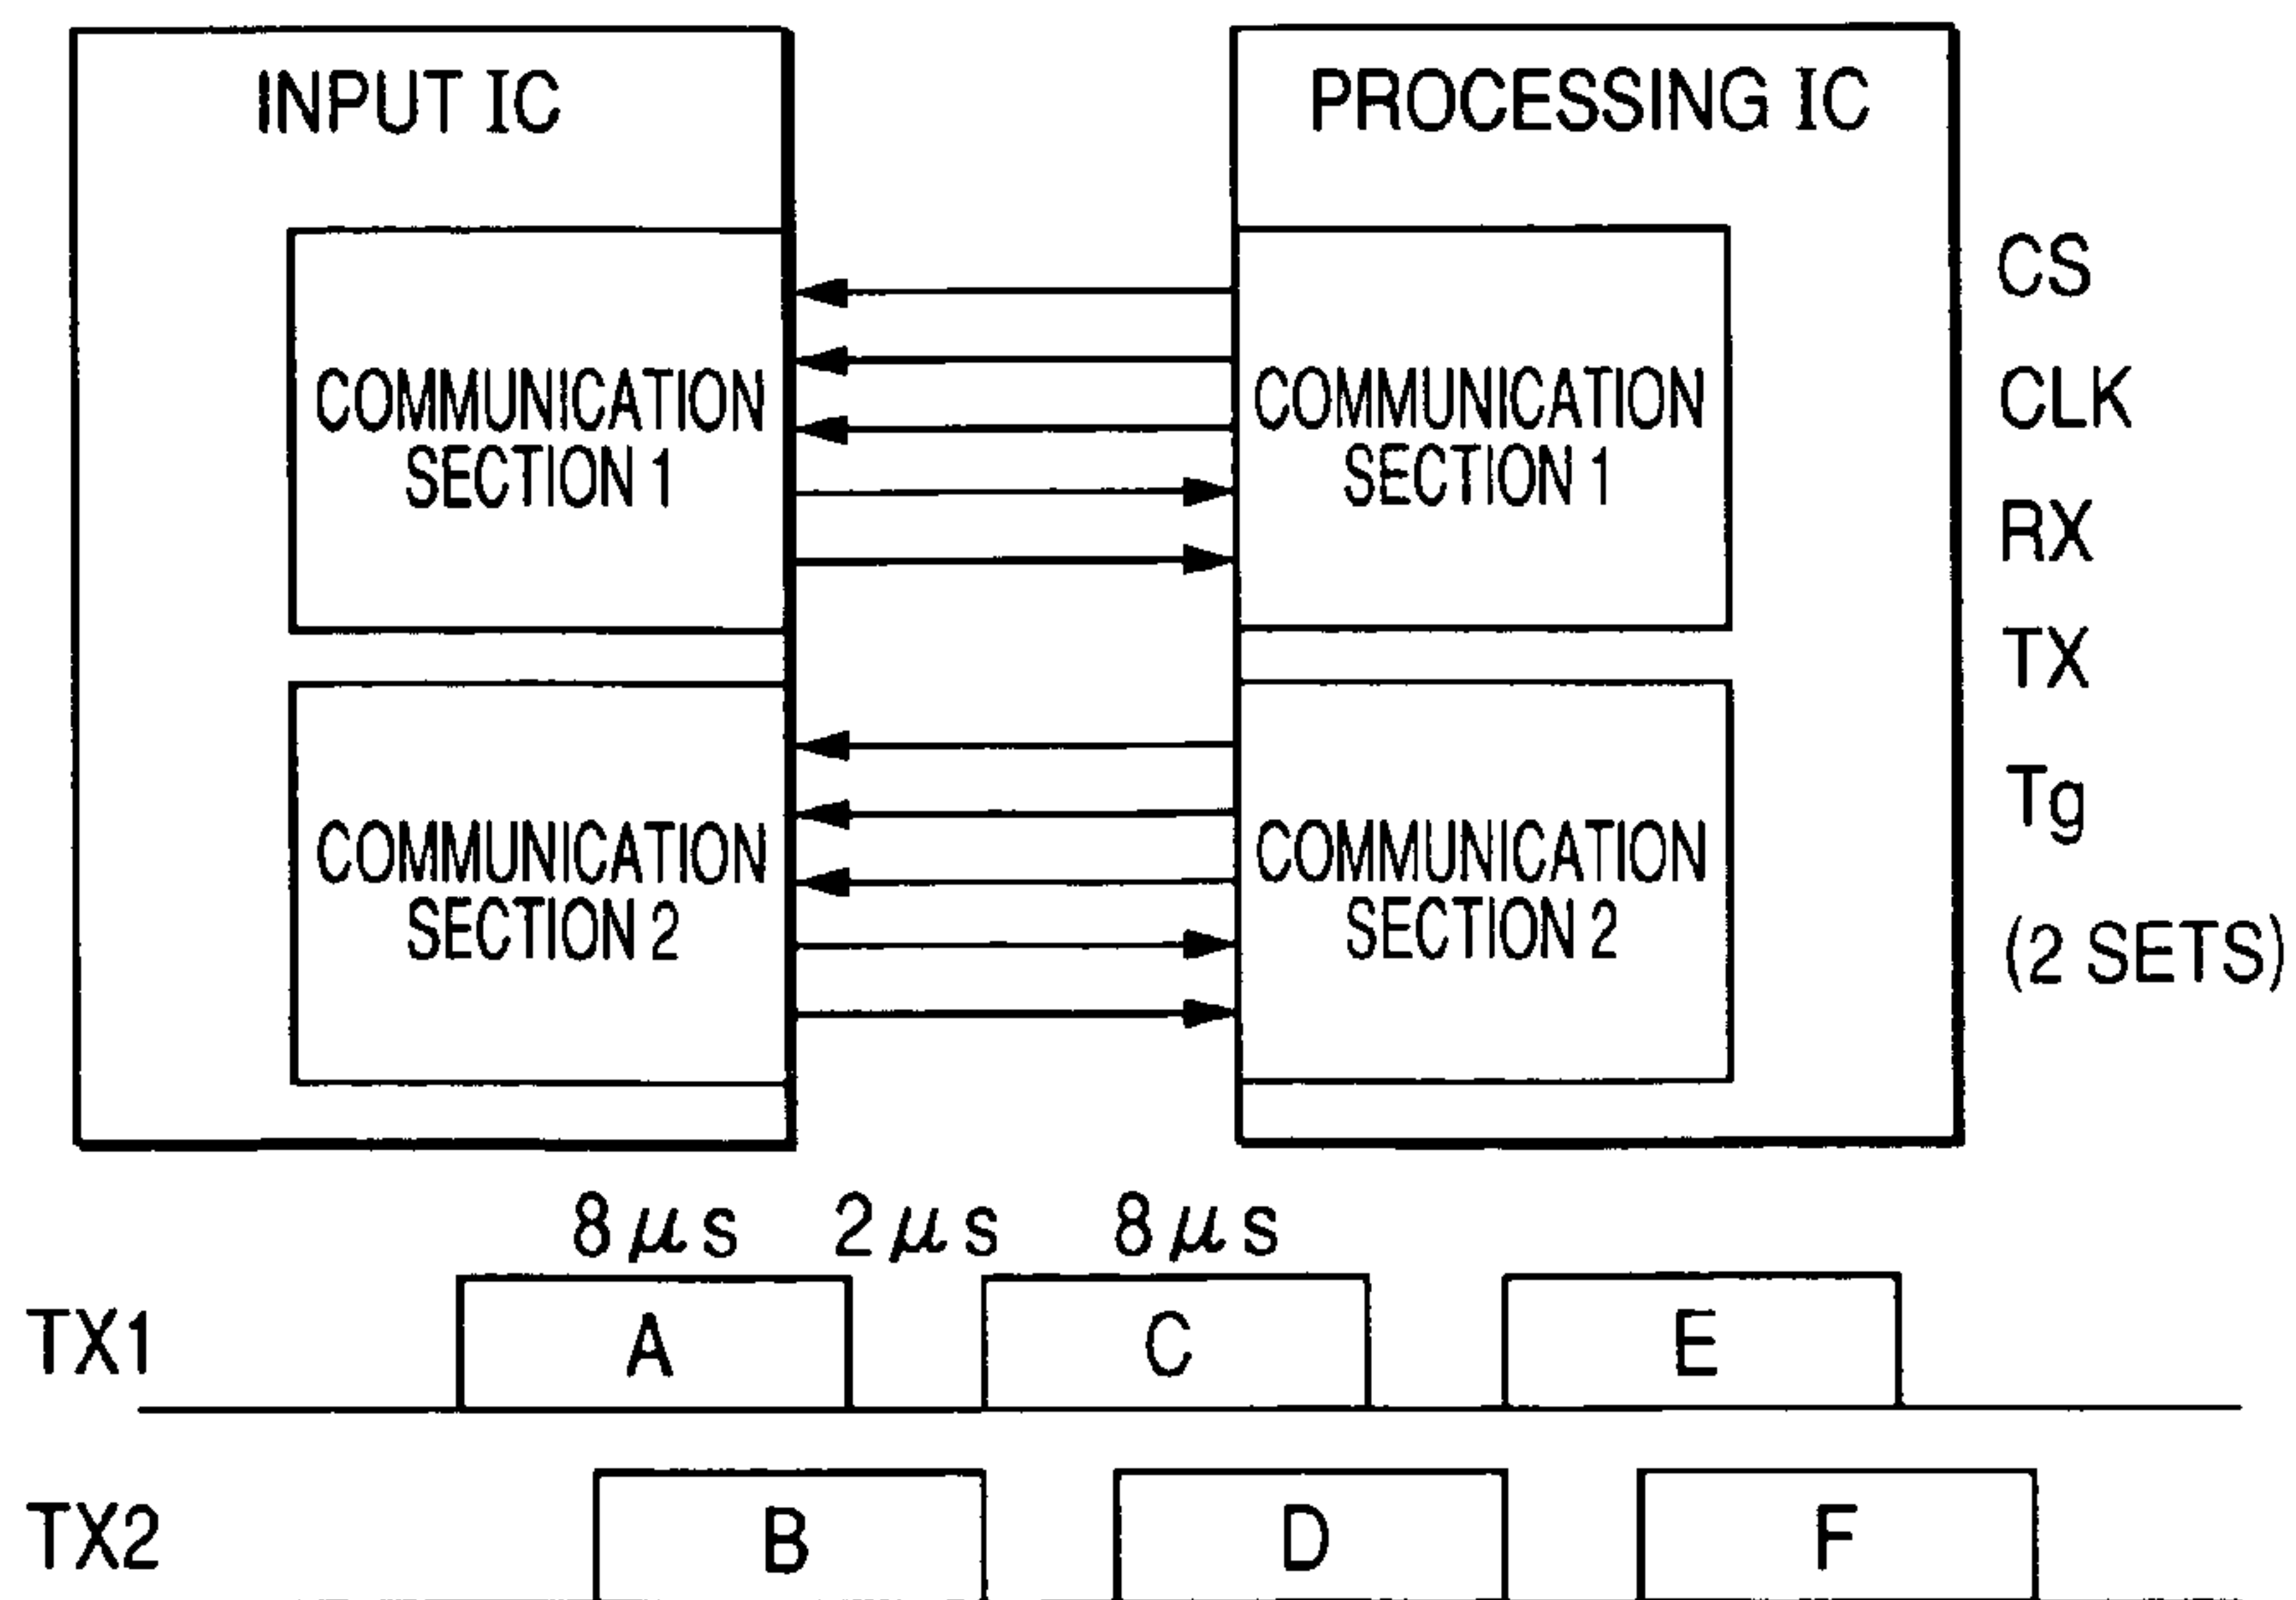 INPUT IC
PROCESSING IC
COMMUNICATION
SECTION 1
COMMUNICATION
SECTION 1
COMMUNICATION
SECTION 2
COMMUNICATION
SECTION 2
CS
CLK
RX
TX
Tg
(2 SETS)
8μs 2μs 8μs
TX1 A C E
TX2 B D F